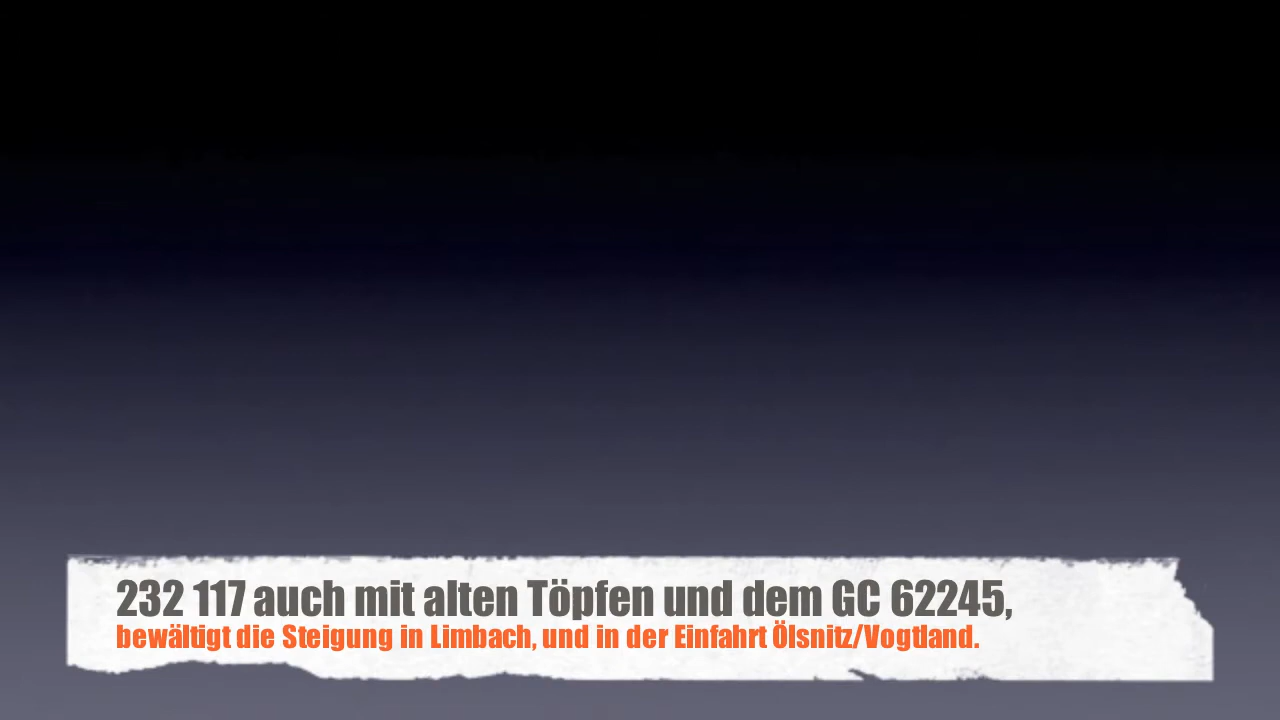 232 117 auch mit alten Töpfen und dem GC 62245,
bewältigt die Steigung in Limbach, und in der Einfahrt Ölsnitz/Vogtland.